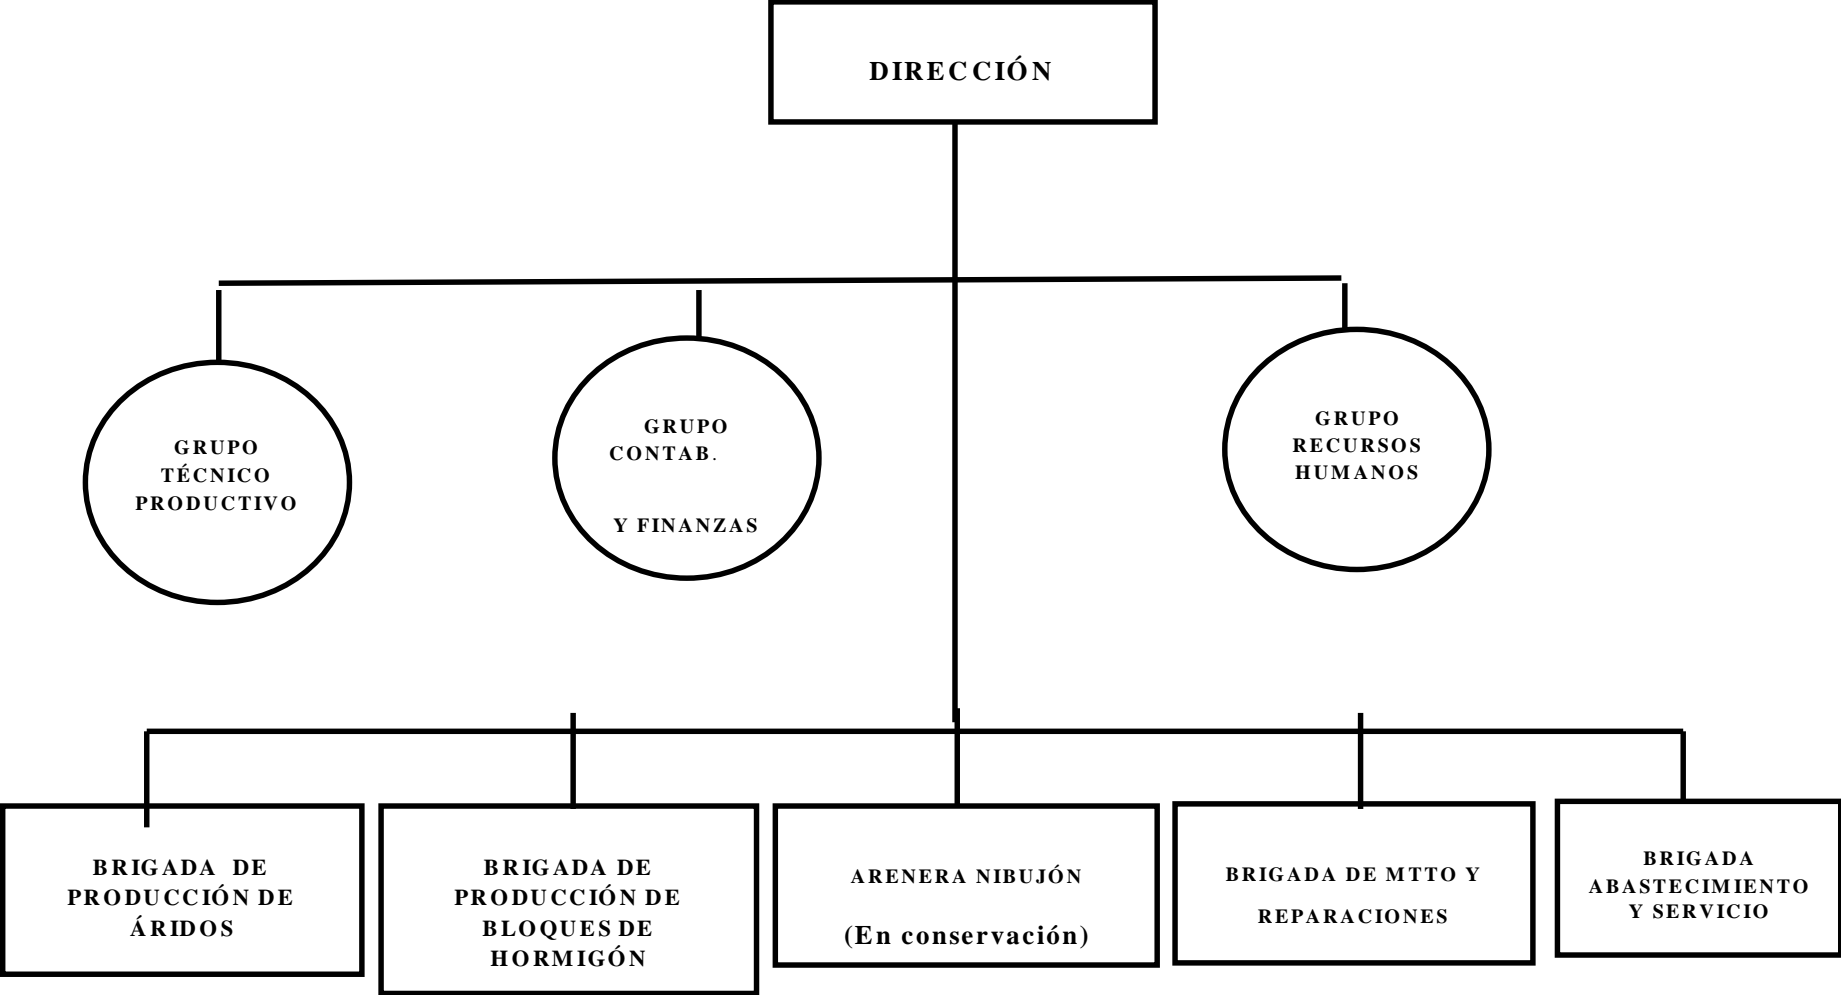 DIRECCIÓN
GRUPO
TÉCNICO
PRODUCTIVO
GRUPO
CONTAB.
Y FINANZAS
GRUPO
RECURSOS
HUMANOS
BRIGADA DE
PRODUCCIÓN DE
ÁRIDOS
BRIGADA DE
PRODUCCIÓN DE
BLOQUES DE
HORMIGÓN
ARENERA NIBUJÓN
(En conservación)
BRIGADA DE MTTO Y
REPARACIONES
BRIGADA
ABASTECIMIENTO
Y SERVICIO